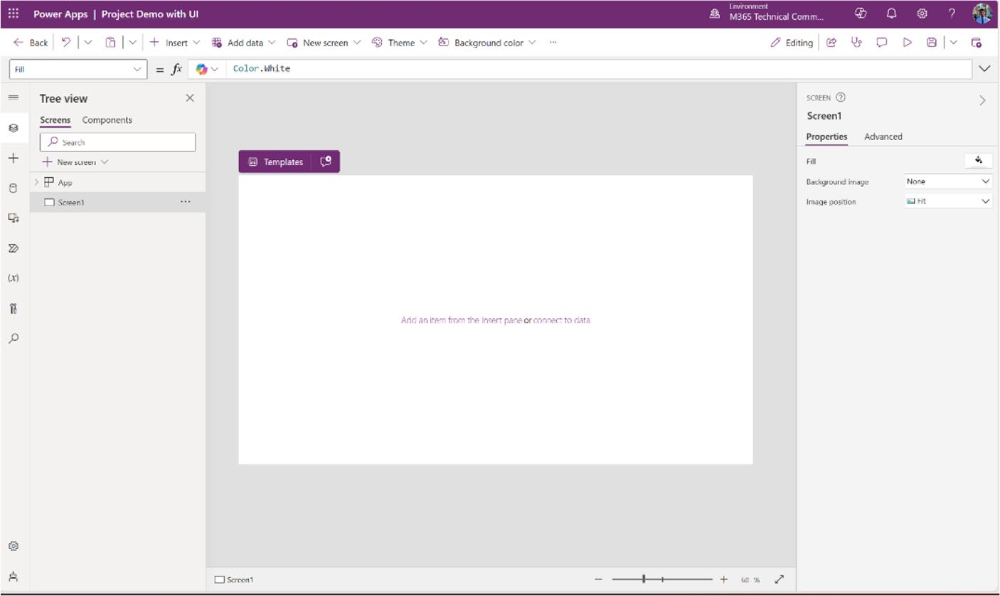 Power Apps | Project Demo with UI
Environment
M365 Technical Comm...
Back
Insert
Add data
New screen
Theme
Background color
...
Editing
Fill
= fx
Color.White
Tree view
Screens
Components
Search
New screen
App
Screen1
...
(x)
Templates
Add an item from the Insert pane or connect to data
SCREEN
Screen1
Properties
Advanced
Fill
Background image
None
Image position
Fit
Screen1
60 %